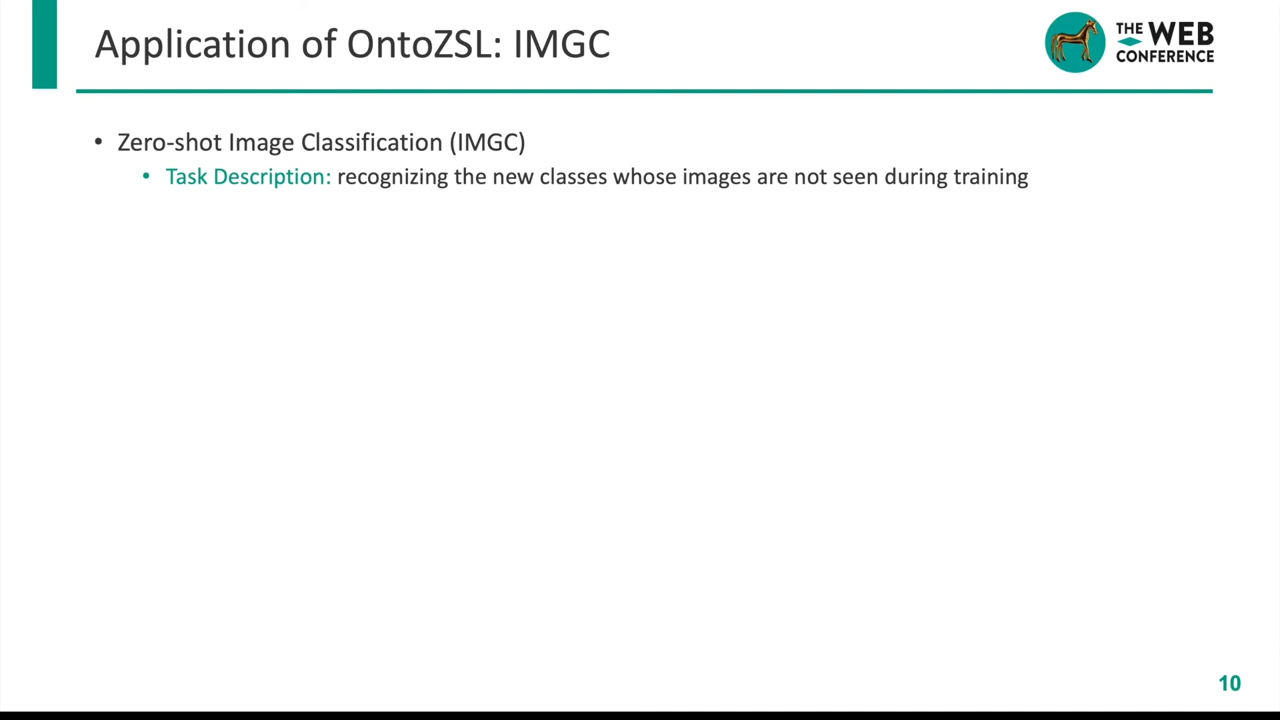 Application of OntoZSL: IMGC
THE WEB
CONFERENCE
• Zero-shot Image Classification (IMGC)
• Task Description: recognizing the new classes whose images are not seen during training
10